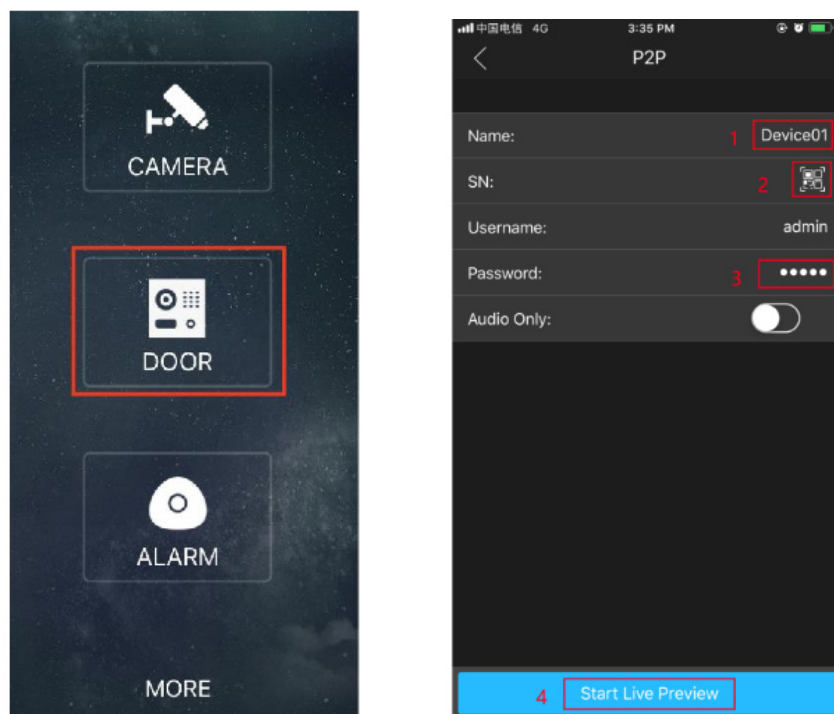 CAMERA
DOOR
ALARM
MORE
中国电信 4G 3:35 PM
P2P
Name: 1 Device01
SN: 2
Username: admin
Password: 3 •••••
Audio Only:
4 Start Live Preview